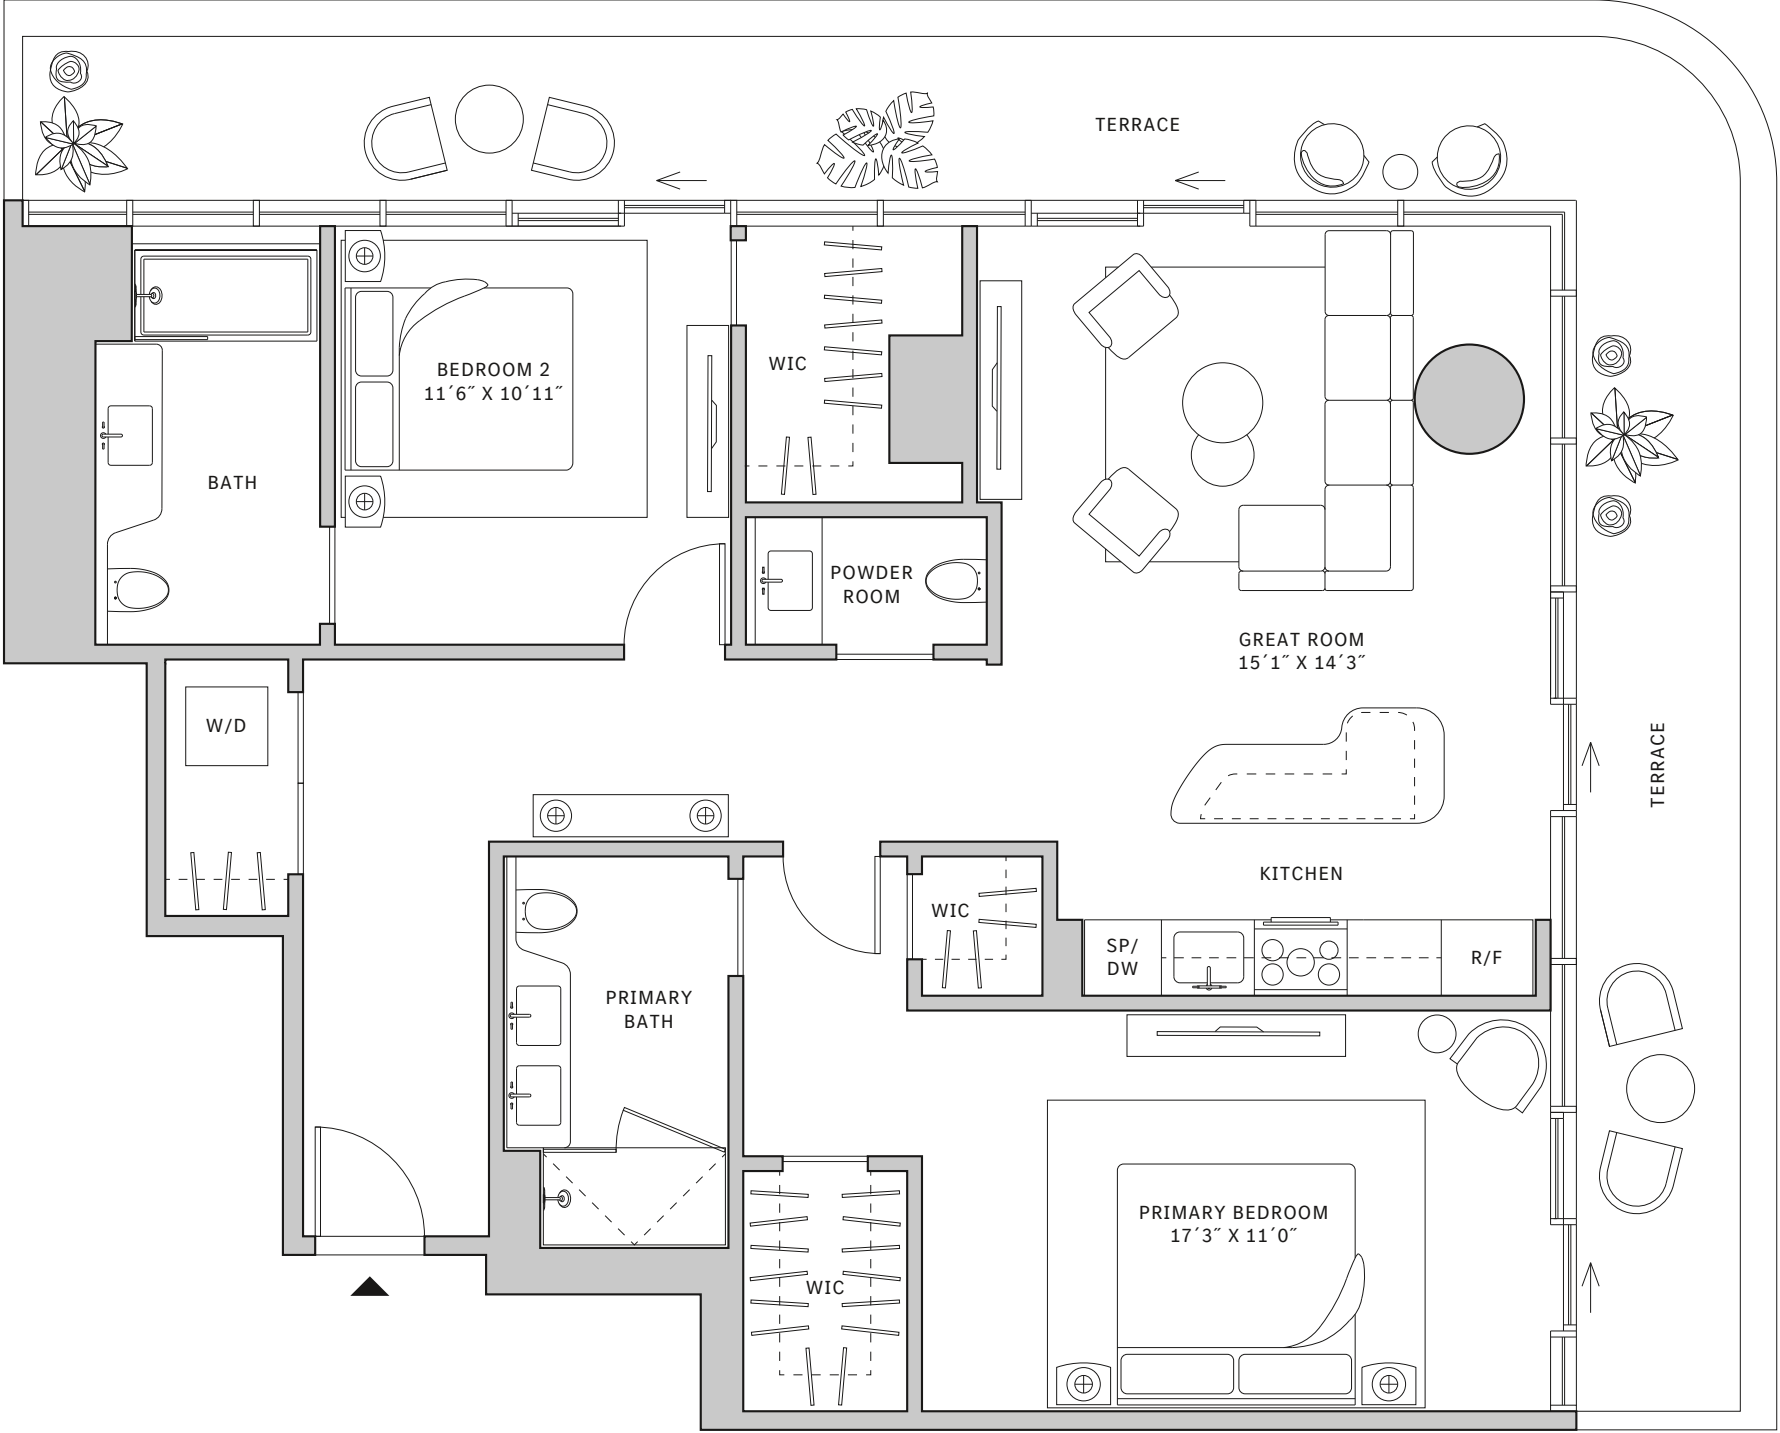 TERRACE
BEDROOM 2
11´6˝ X 10´11˝
WIC
BATH
POWDER
ROOM
GREAT ROOM
15´1˝ X 14´3˝
W/D
TERRACE
KITCHEN
WIC
SP/
DW
R/F
PRIMARY
BATH
PRIMARY BEDROOM
17´3˝ X 11´0˝
WIC